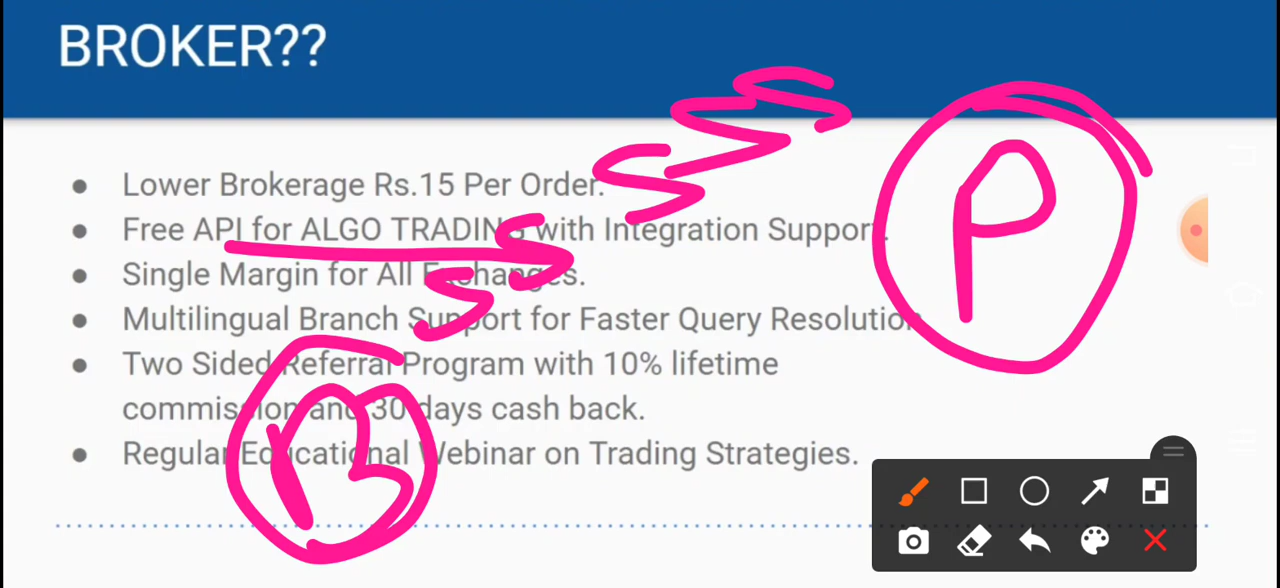 BROKER??
P
● Lower Brokerage Rs.15 Per Order.
● Free API for ALGO TRADING with Integration Support.
● Single Margin for All Exchanges.
● Multilingual Branch Support for Faster Query Resolution
● Two Sided Referral Program with 10% lifetime
commission and 30 days cash back.
● Regular Educational Webinar on Trading Strategies.